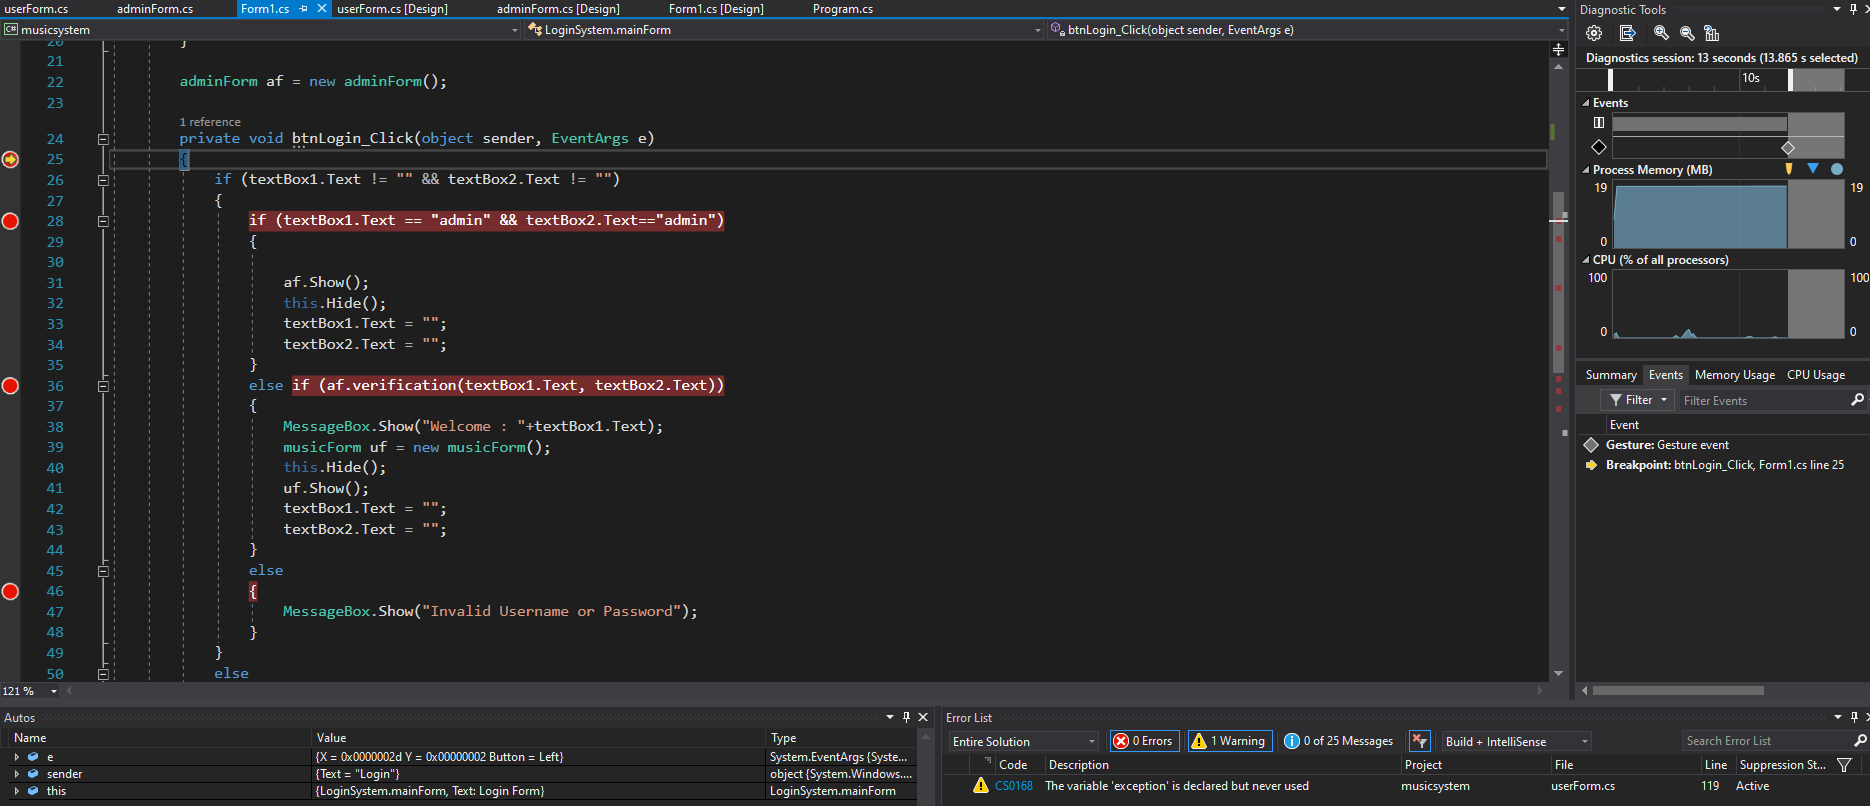 userForm.cs adminForm.cs Form1.cs userForm.cs [Design] adminForm.cs [Design] Form1.cs [Design] Program.cs
C# musicsystem LoginSystem.mainForm btnLogin_Click(object sender, EventArgs e)
20 }
21
22 adminForm af = new adminForm();
23
1 reference
24 private void btnLogin_Click(object sender, EventArgs e)
25 {
26 if (textBox1.Text != "" && textBox2.Text != "")
27 {
28 if (textBox1.Text == "admin" && textBox2.Text=="admin")
29 {
30
31 af.Show();
32 this.Hide();
33 textBox1.Text = "";
34 textBox2.Text = "";
35 }
36 else if (af.verification(textBox1.Text, textBox2.Text))
37 {
38 MessageBox.Show("Welcome : "+textBox1.Text);
39 musicForm uf = new musicForm();
40 this.Hide();
41 uf.Show();
42 textBox1.Text = "";
43 textBox2.Text = "";
44 }
45 else
46 {
47 MessageBox.Show("Invalid Username or Password");
48 }
49 }
50 else
121 %
Diagnostic Tools
Diagnostics session: 13 seconds (13.865 s selected)
10s
Events
Process Memory (MB)
19 19
0 0
CPU (% of all processors)
100 100
0 0
Summary Events Memory Usage CPU Usage
Filter Filter Events
Event
Gesture: Gesture event
Breakpoint: btnLogin_Click, Form1.cs line 25
Autos
Name Value Type
e {X = 0x0000002d Y = 0x00000002 Button = Left} System.EventArgs {Syste...
sender {Text = "Login"} object {System.Windows....
this {LoginSystem.mainForm, Text: Login Form} LoginSystem.mainForm
Error List
Entire Solution 0 Errors 1 Warning 0 of 25 Messages Build + IntelliSense Search Error List
Code Description Project File Line Suppression St...
CS0168 The variable 'exception' is declared but never used musicsystem userForm.cs 119 Active